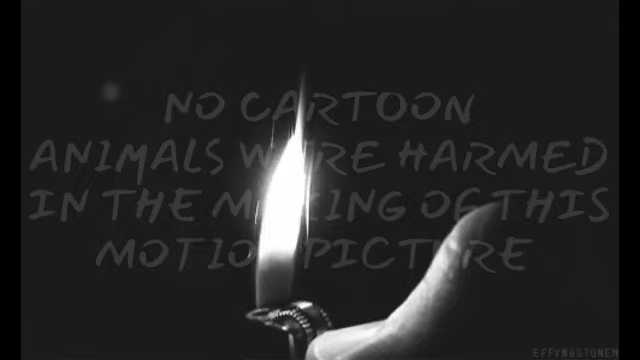 NO CARTOON
ANIMALS WERE HARMED
IN THE MAKING OF THIS
MOTION PICTURE